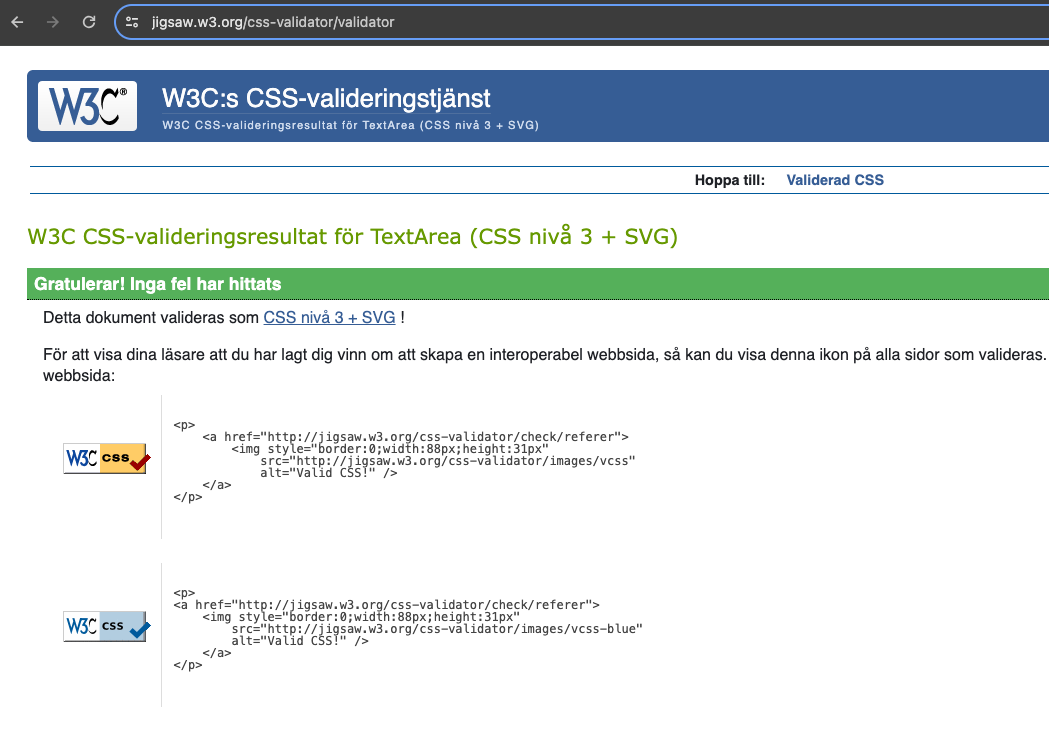 jigsaw.w3.org/css-validator/validator
W3C®
W3C:s CSS-valideringstjänst
W3C CSS-valideringsresultat för TextArea (CSS nivå 3 + SVG)
Hoppa till: Validerad CSS
W3C CSS-valideringsresultat för TextArea (CSS nivå 3 + SVG)
Gratulerar! Inga fel har hittats
Detta dokument valideras som CSS nivå 3 + SVG !
För att visa dina läsare att du har lagt dig vinn om att skapa en interoperabel webbsida, så kan du visa denna ikon på alla sidor som valideras.
webbsida:
W3C css
<p>
<a href="http://jigsaw.w3.org/css-validator/check/referer">
<img style="border:0;width:88px;height:31px"
src="http://jigsaw.w3.org/css-validator/images/vcss"
alt="Valid CSS!" />
</a>
</p>
W3C css
<p>
<a href="http://jigsaw.w3.org/css-validator/check/referer">
<img style="border:0;width:88px;height:31px"
src="http://jigsaw.w3.org/css-validator/images/vcss-blue"
alt="Valid CSS!" />
</a>
</p>